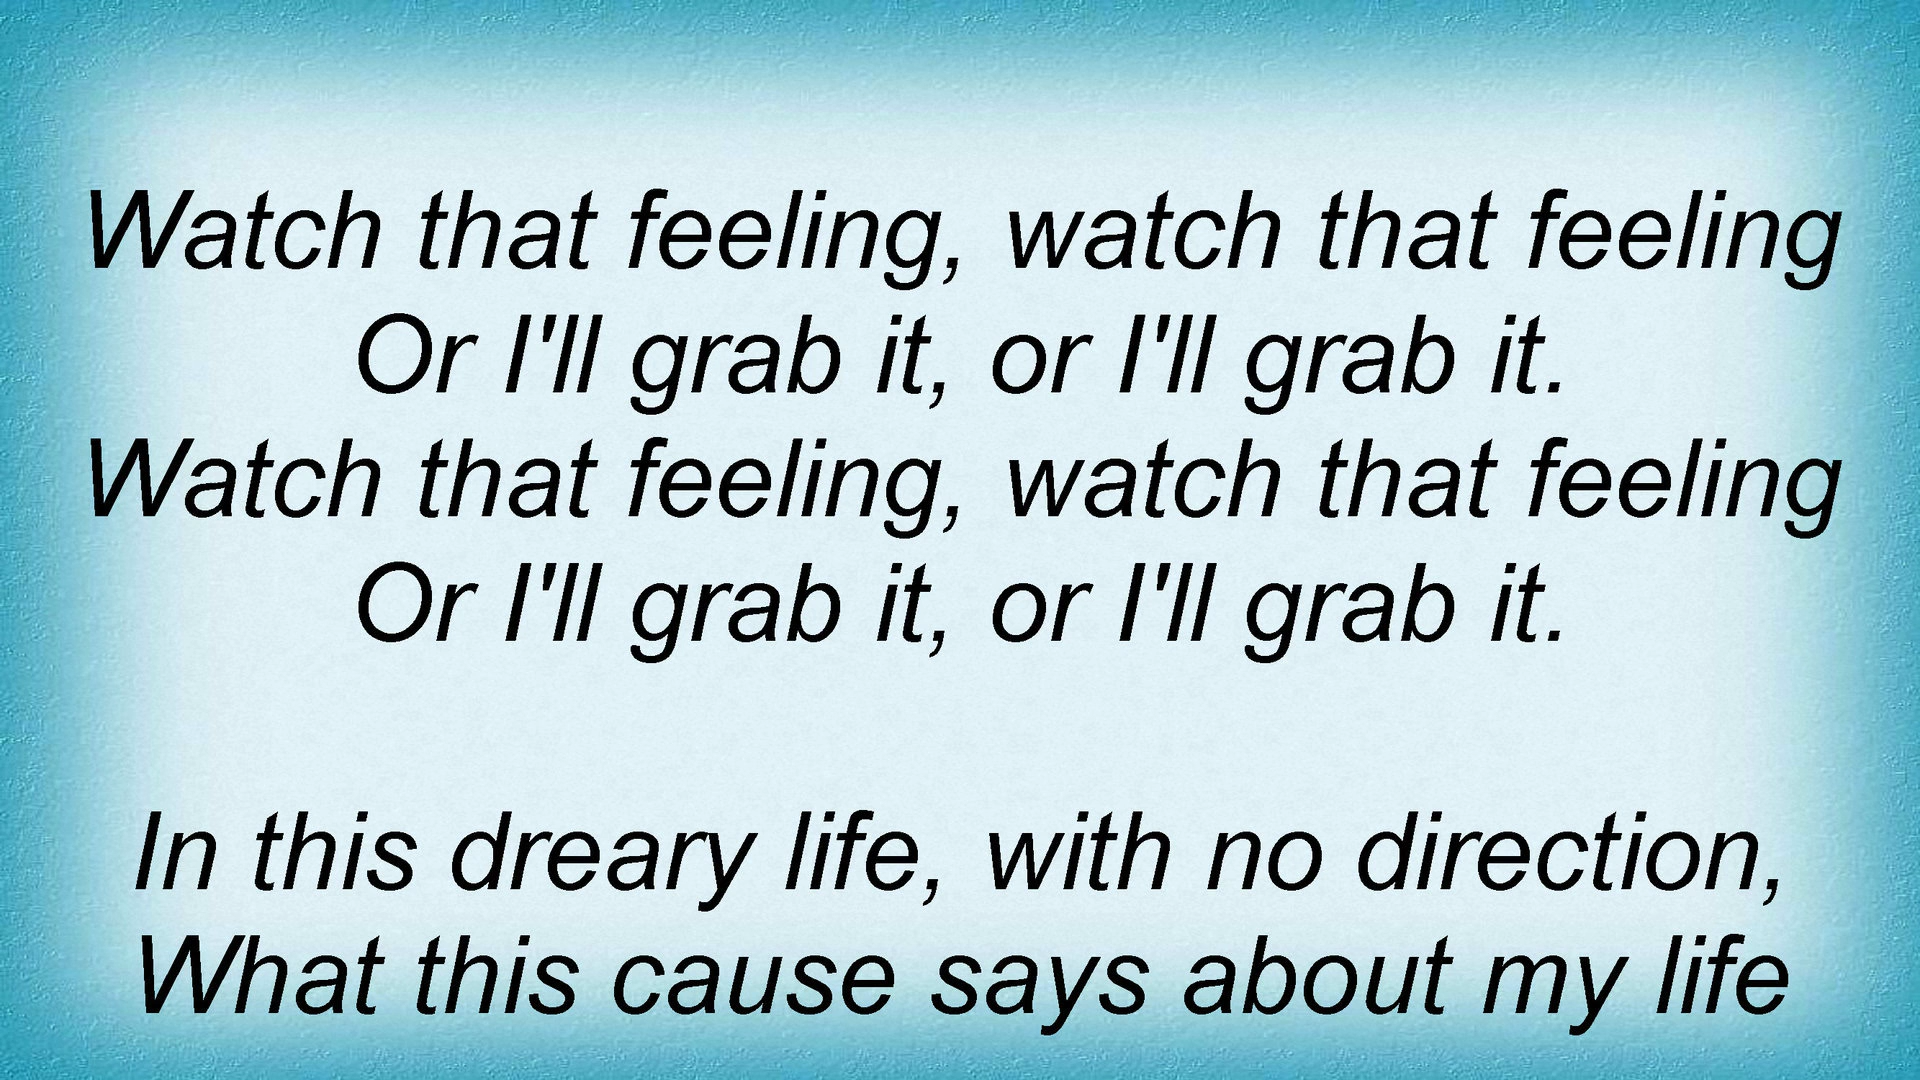 Watch that feeling, watch that feeling
Or I'll grab it, or I'll grab it.
Watch that feeling, watch that feeling
Or I'll grab it, or I'll grab it.
In this dreary life, with no direction,
What this cause says about my life